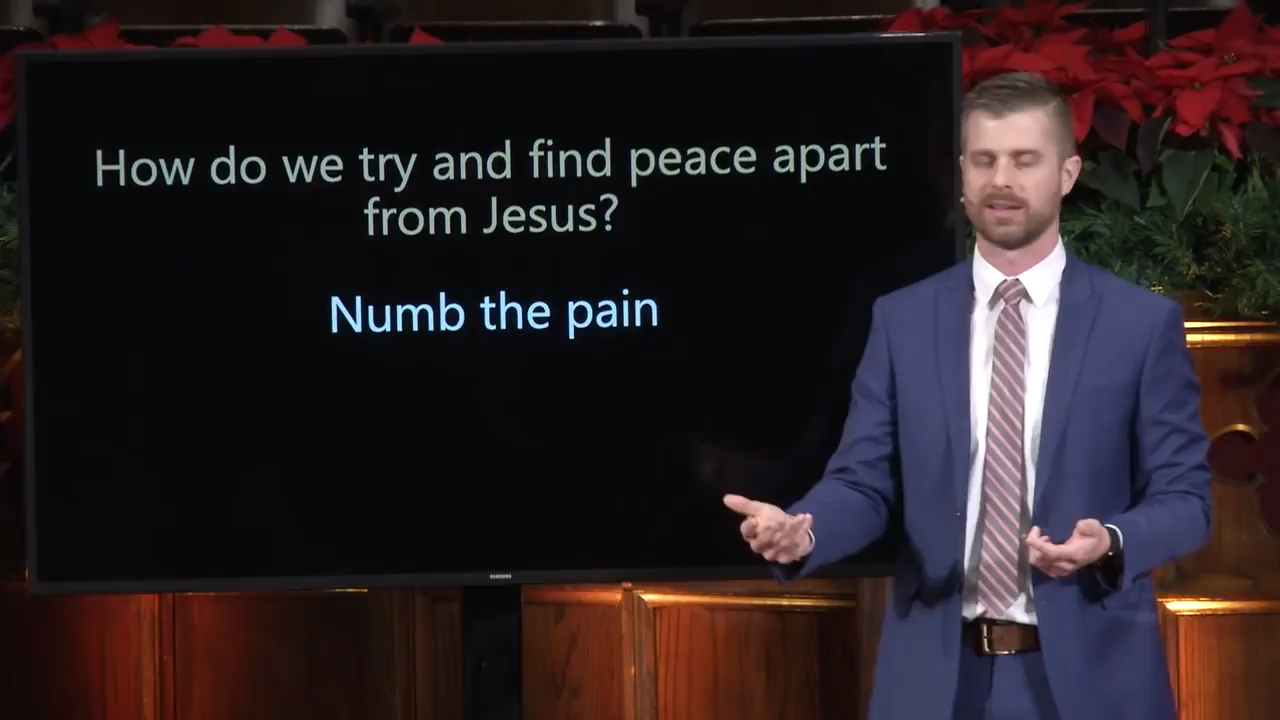 How do we try and find peace apart
from Jesus?
Numb the pain
SAMSUNG